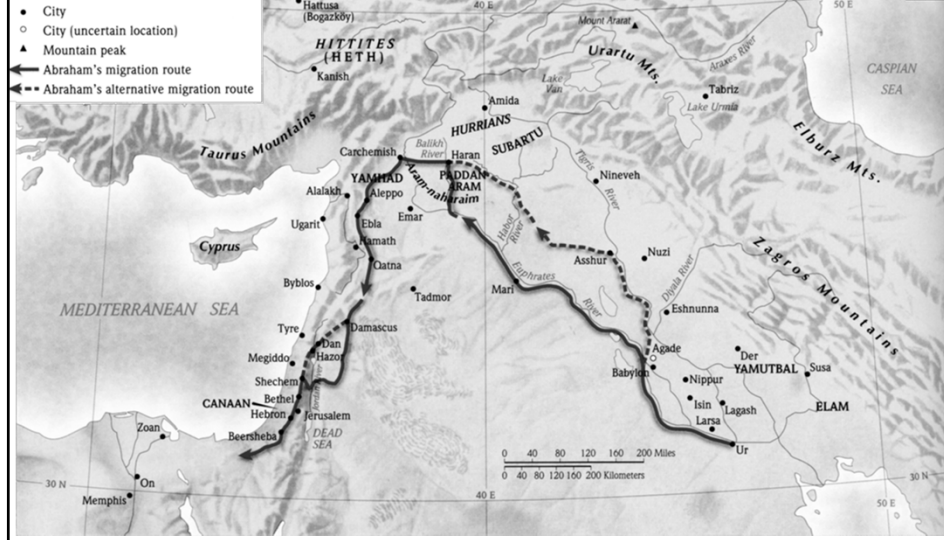 City
City (uncertain location)
Mountain peak
Abraham's migration route
Abraham's alternative migration route
Hattusa
(Bogazköy)
40 E
50 E
Mount Ararat
HITTITES
(HETH)
Kanish
Urartu Mts.
Araxes River
CASPIAN
SEA
Lake
Van
Tabriz
Lake Urmia
Amida
HURRIANS
SUBARTU
Elburz Mts.
Taurus Mountains
Carchemish
Balikh
River
Haran
Tigris
River
Nineveh
YAMHAD
PADDAN
ARAM
Aram-naharaim
Alalakh
Aleppo
Emar
Ugarit
Ebla
Habor
River
Cyprus
Hamath
Asshur
Nuzi
Qatna
Diyala River
Zagros Mountains
Byblos
Tadmor
Mari
Euphrates
River
MEDITERRANEAN SEA
Eshnunna
Tyre
Damascus
Dan
Hazor
Megiddo
Agade
Der
YAMUTBAL
Susa
Babylon
Shechem
Nippur
Bethel
CANAAN
Isin
Lagash
ELAM
Hebron
Jordan River
Jerusalem
Larsa
Zoan
Beersheba
DEAD
SEA
Ur
0 40 80 120 160 200 Miles
0 40 80 120 160 200 Kilometers
30 N
On
Memphis
40 E
30 N
50 E